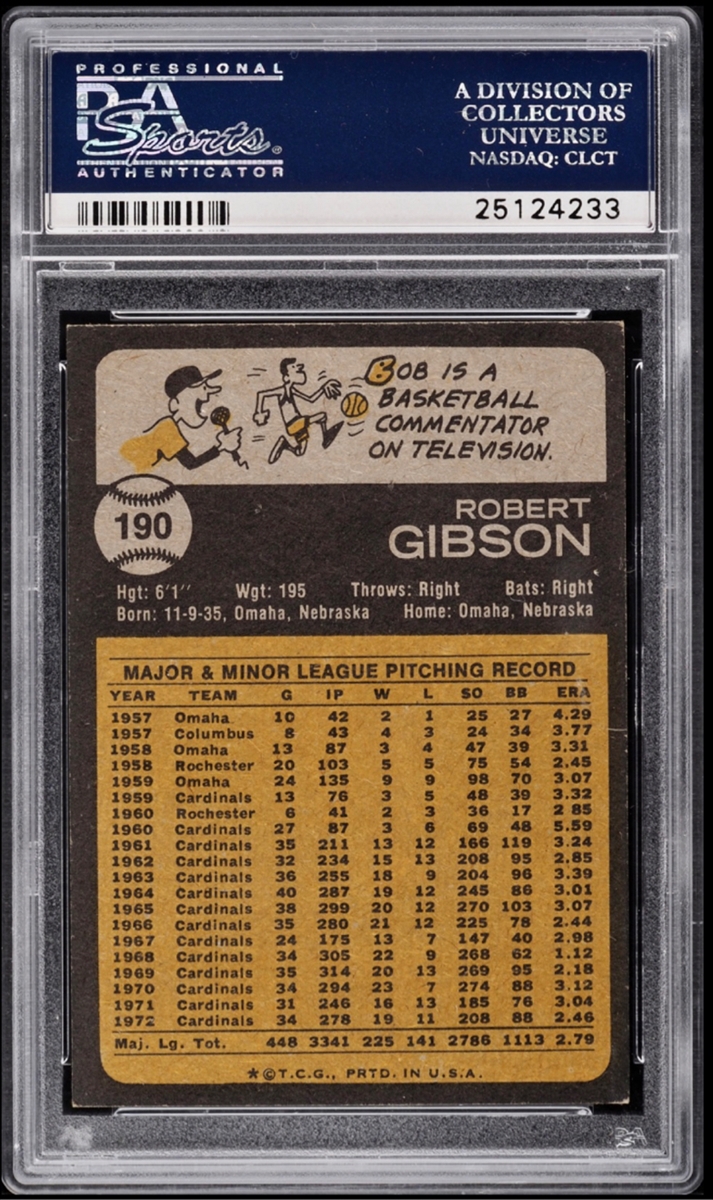 PROFESSIONAL
PSA
Sports®
AUTHENTICATOR
A DIVISION OF
COLLECTORS
UNIVERSE
NASDAQ: CLCT
25124233
BOB IS A
BASKETBALL
COMMENTATOR
ON TELEVISION.
190
ROBERT
GIBSON
Hgt: 6'1'' Wgt: 195 Throws: Right Bats: Right
Born: 11-9-35, Omaha, Nebraska Home: Omaha, Nebraska
MAJOR & MINOR LEAGUE PITCHING RECORD
YEAR TEAM G IP W L SO BB ERA
1957 Omaha 10 42 2 1 25 27 4.29
1957 Columbus 8 43 4 3 24 34 3.77
1958 Omaha 13 87 3 4 47 39 3.31
1958 Rochester 20 103 5 5 75 54 2.45
1959 Omaha 24 135 9 9 98 70 3.07
1959 Cardinals 13 76 3 5 48 39 3.32
1960 Rochester 6 41 2 3 36 17 2 85
1960 Cardinals 27 87 3 6 69 48 5.59
1961 Cardinals 35 211 13 12 166 119 3.24
1962 Cardinals 32 234 15 13 208 95 2.85
1963 Cardinals 36 255 18 9 204 96 3.39
1964 Cardinals 40 287 19 12 245 86 3.01
1965 Cardinals 38 299 20 12 270 103 3.07
1966 Cardinals 35 280 21 12 225 78 2.44
1967 Cardinals 24 175 13 7 147 40 2.98
1968 Cardinals 34 305 22 9 268 62 1.12
1969 Cardinals 35 314 20 13 269 95 2.18
1970 Cardinals 34 294 23 7 274 88 3.12
1971 Cardinals 31 246 16 13 185 76 3.04
1972 Cardinals 34 278 19 11 208 88 2.46
Maj. Lg. Tot. 448 3341 225 141 2786 1113 2.79
*©T.C.G., PRTD. IN U.S.A.